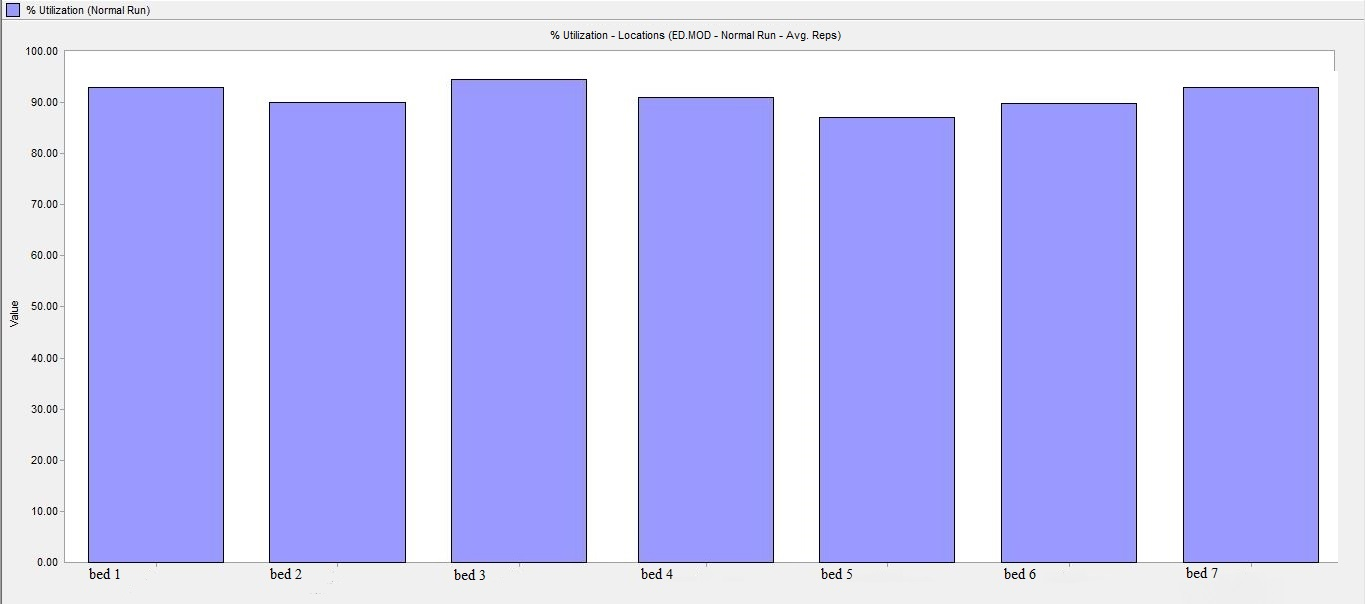 % Utilization (Normal Run)
% Utilization - Locations (ED.MOD - Normal Run - Avg. Reps)
100.00
90.00
80.00
70.00
60.00
50.00
40.00
30.00
20.00
10.00
0.00
Value
bed 1
bed 2
bed 3
bed 4
bed 5
bed 6
bed 7